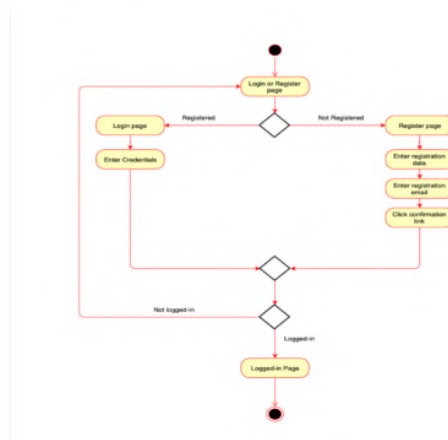 Login or Register
page
Registered
Not Registered
Login page
Register page
Enter Credentials
Enter registration
data
Enter registration
email
Click confirmation
link
Not logged-in
Logged-in
Logged-in Page